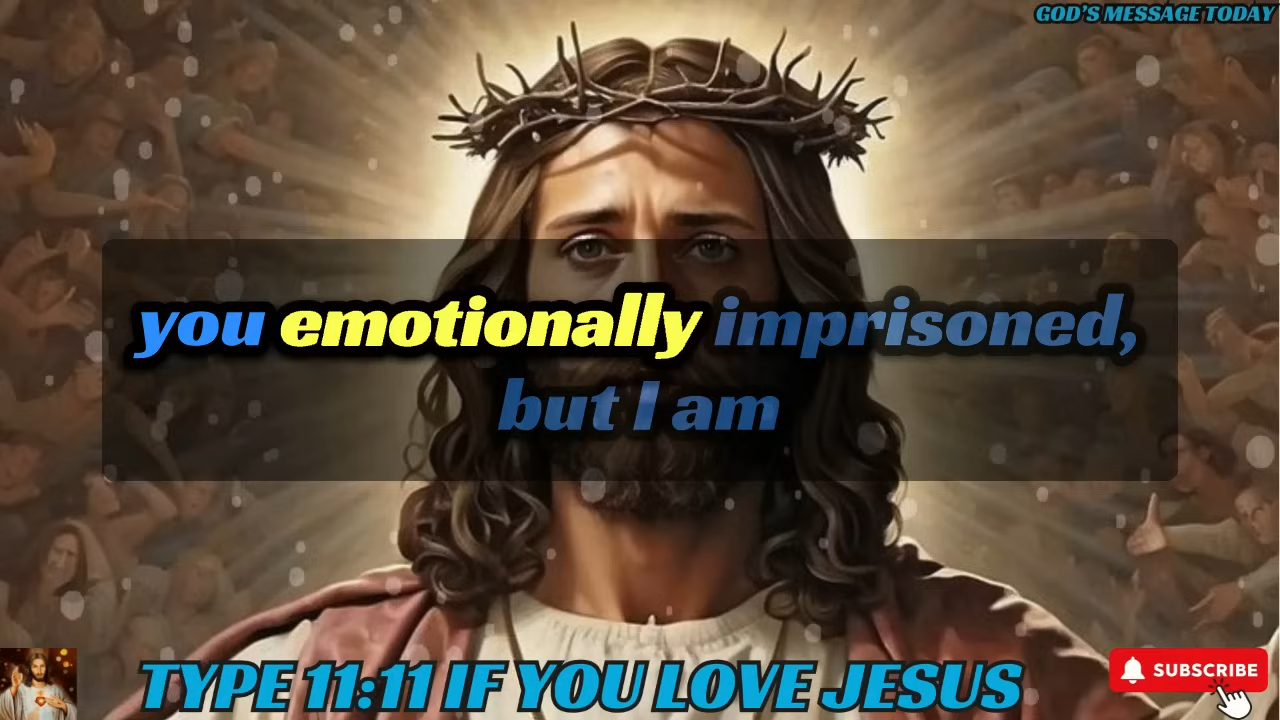 GOD'S MESSAGE TODAY
you emotionally imprisoned,
but I am
TYPE 11:11 IF YOU LOVE JESUS
SUBSCRIBE